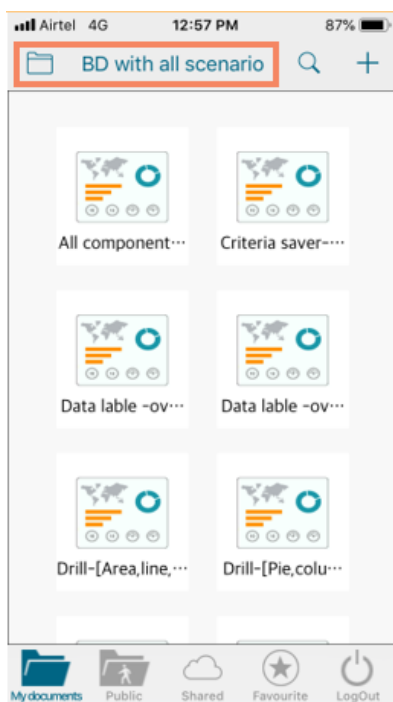 Airtel 4G 12:57 PM 87%
BD with all scenario
All component... Criteria saver-...
Data lable -ov... Data lable -ov...
Drill-[Area,line,... Drill-[Pie,colu...
My documents Public Shared Favourite LogOut